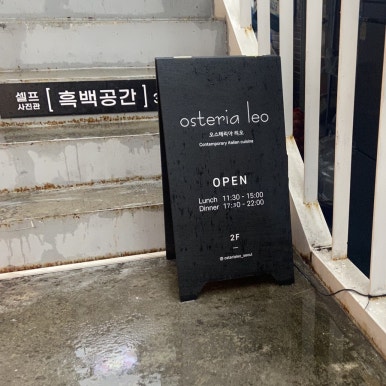 셀프
사진관
[ 흑백공간 ] 3
osteria leo
오스테리아 레오
Contemporary Italian cuisine
OPEN
Lunch 11:30 - 15:00
Dinner 17:30 - 22:00
2F
@osterialeo_seoul